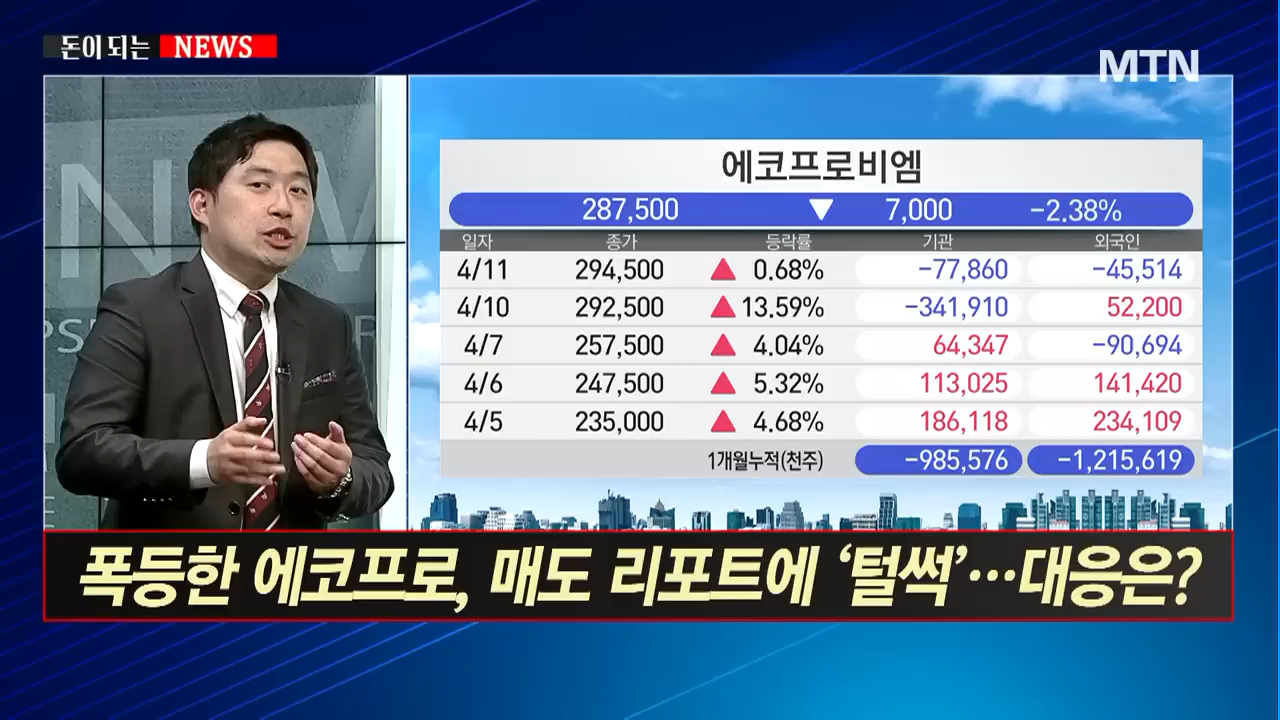 돈이 되는 NEWS
MTN
에코프로비엠
287,500 ▼ 7,000 -2.38%
일자 종가 등락률 기관 외국인
4/11 294,500 ▲ 0.68% -77,860 -45,514
4/10 292,500 ▲ 13.59% -341,910 52,200
4/7 257,500 ▲ 4.04% 64,347 -90,694
4/6 247,500 ▲ 5.32% 113,025 141,420
4/5 235,000 ▲ 4.68% 186,118 234,109
1개월누적(천주) -985,576 -1,215,619
폭등한 에코프로, 매도 리포트에 ‘털썩’…대응은?